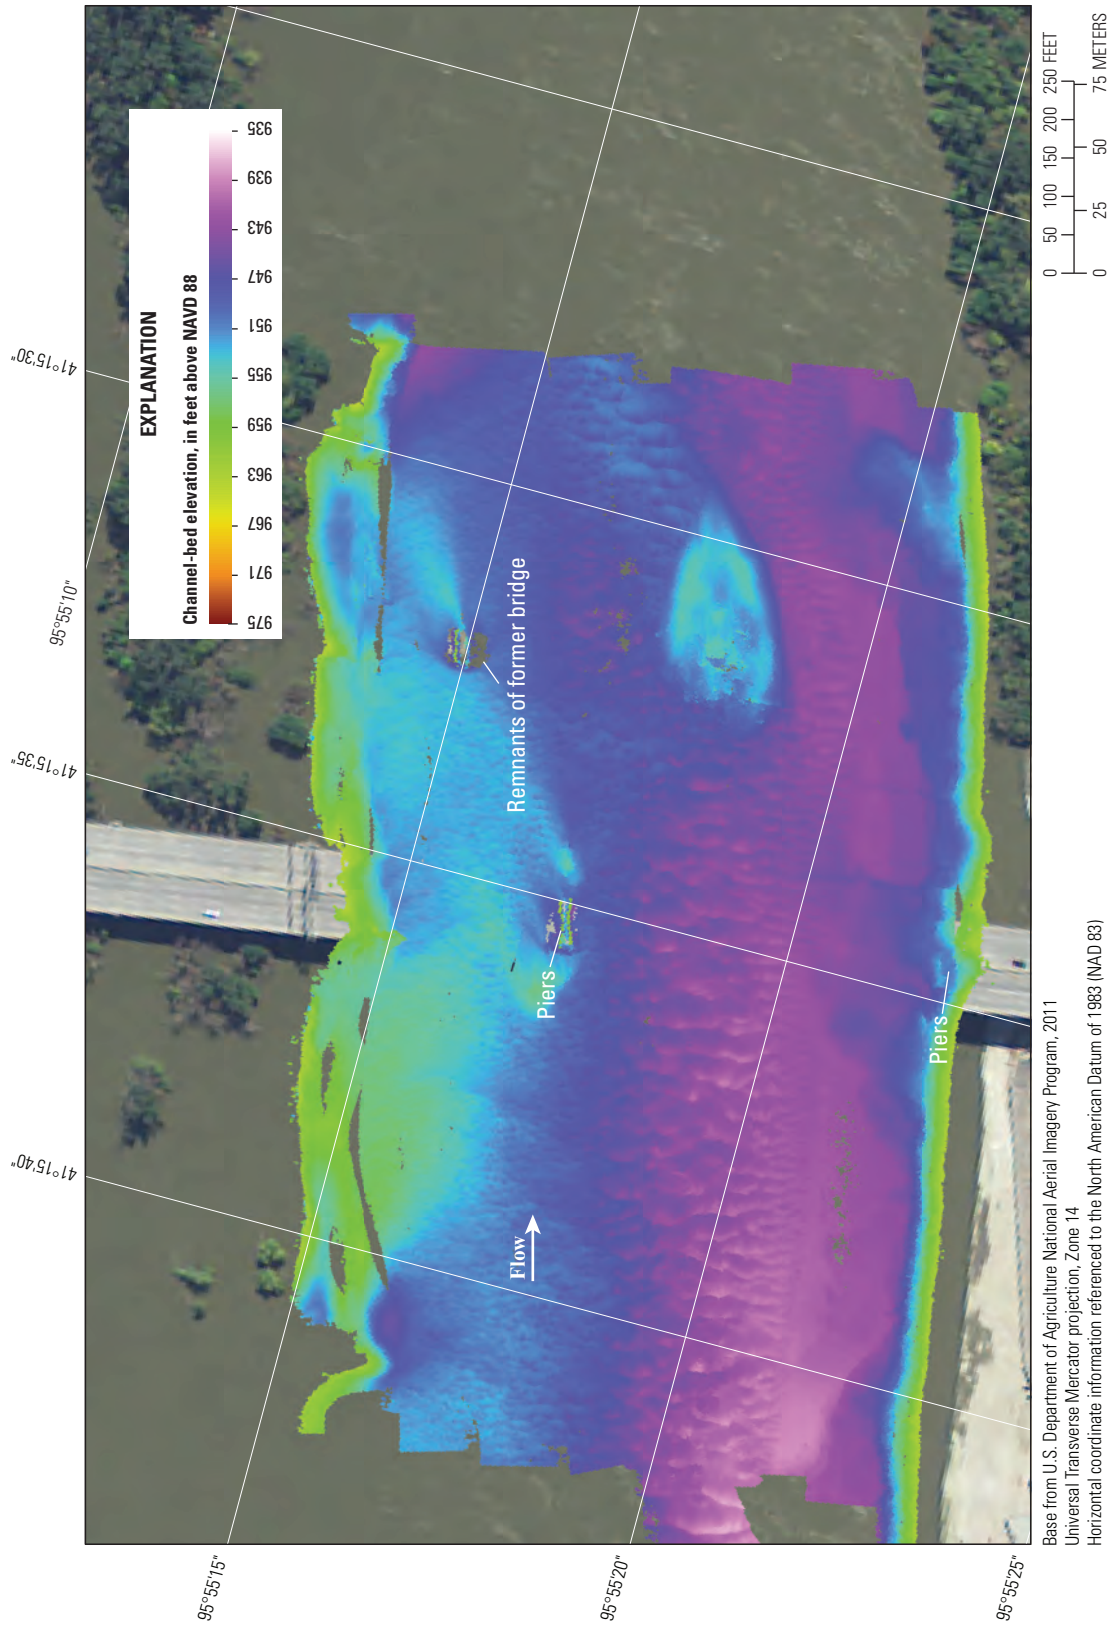 95°55'10"
41°15'30"
41°15'35"
41°15'40"
95°55'15"
95°55'20"
95°55'25"
EXPLANATION
Channel-bed elevation, in feet above NAVD 88
975
971
967
963
959
955
951
947
943
939
935
Remnants of former bridge
Piers
Piers
Flow
Base from U.S. Department of Agriculture National Aerial Imagery Program, 2011
Universal Transverse Mercator projection, Zone 14
Horizontal coordinate information referenced to the North American Datum of 1983 (NAD 83)
0 50 100 150 200 250 FEET
0 25 50 75 METERS